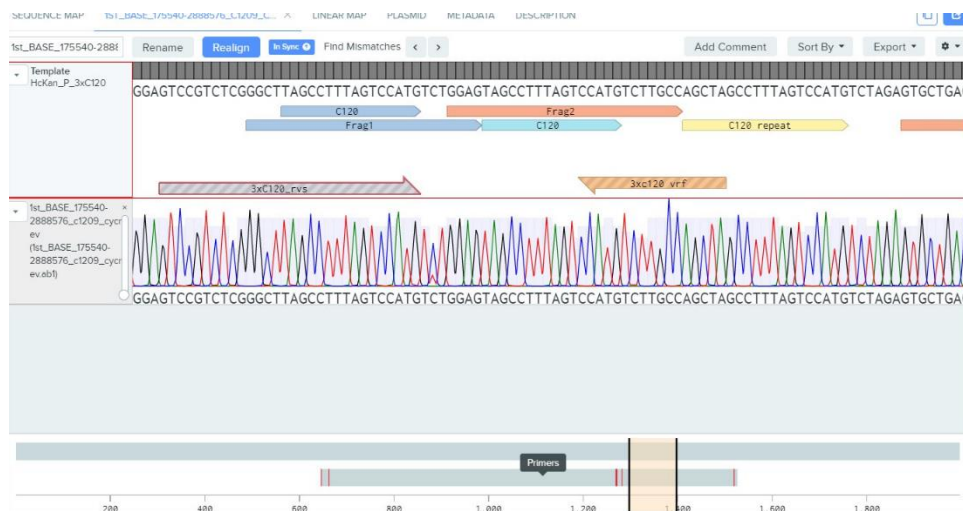 SEQUENCE MAP 1ST_BASE_175540-2888576_C1209_C... × LINEAR MAP PLASMID METADATA DESCRIPTION
1st_BASE_175540-288 Rename Realign In Sync Find Mismatches < > Add Comment Sort By Export
Template
HcKan_P_3xC120
GGAGTCCGTCTCGGGCTTAGCCTTTAGTCCATGTCTGGAGTAGCCTTTAGTCCATGTCTTGCCAGCTAGCCTTTAGTCCATGTCTAGAGTGCTGA
C120 Frag2
Frag1 C120 C120 repeat
3xC120_rvs 3xc120 vrf
1st_BASE_175540-
2888576_c1209_cycr
ev
(1st_BASE_175540-
2888576_c1209_cycr
ev.ab1)
GGAGTCCGTCTCGGGCTTAGCCTTTAGTCCATGTCTGGAGTAGCCTTTAGTCCATGTCTTGCCAGCTAGCCTTTAGTCCATGTCTAGAGTGCTGA
Primers
200 400 600 800 1,000 1,200 1,400 1,600 1,800